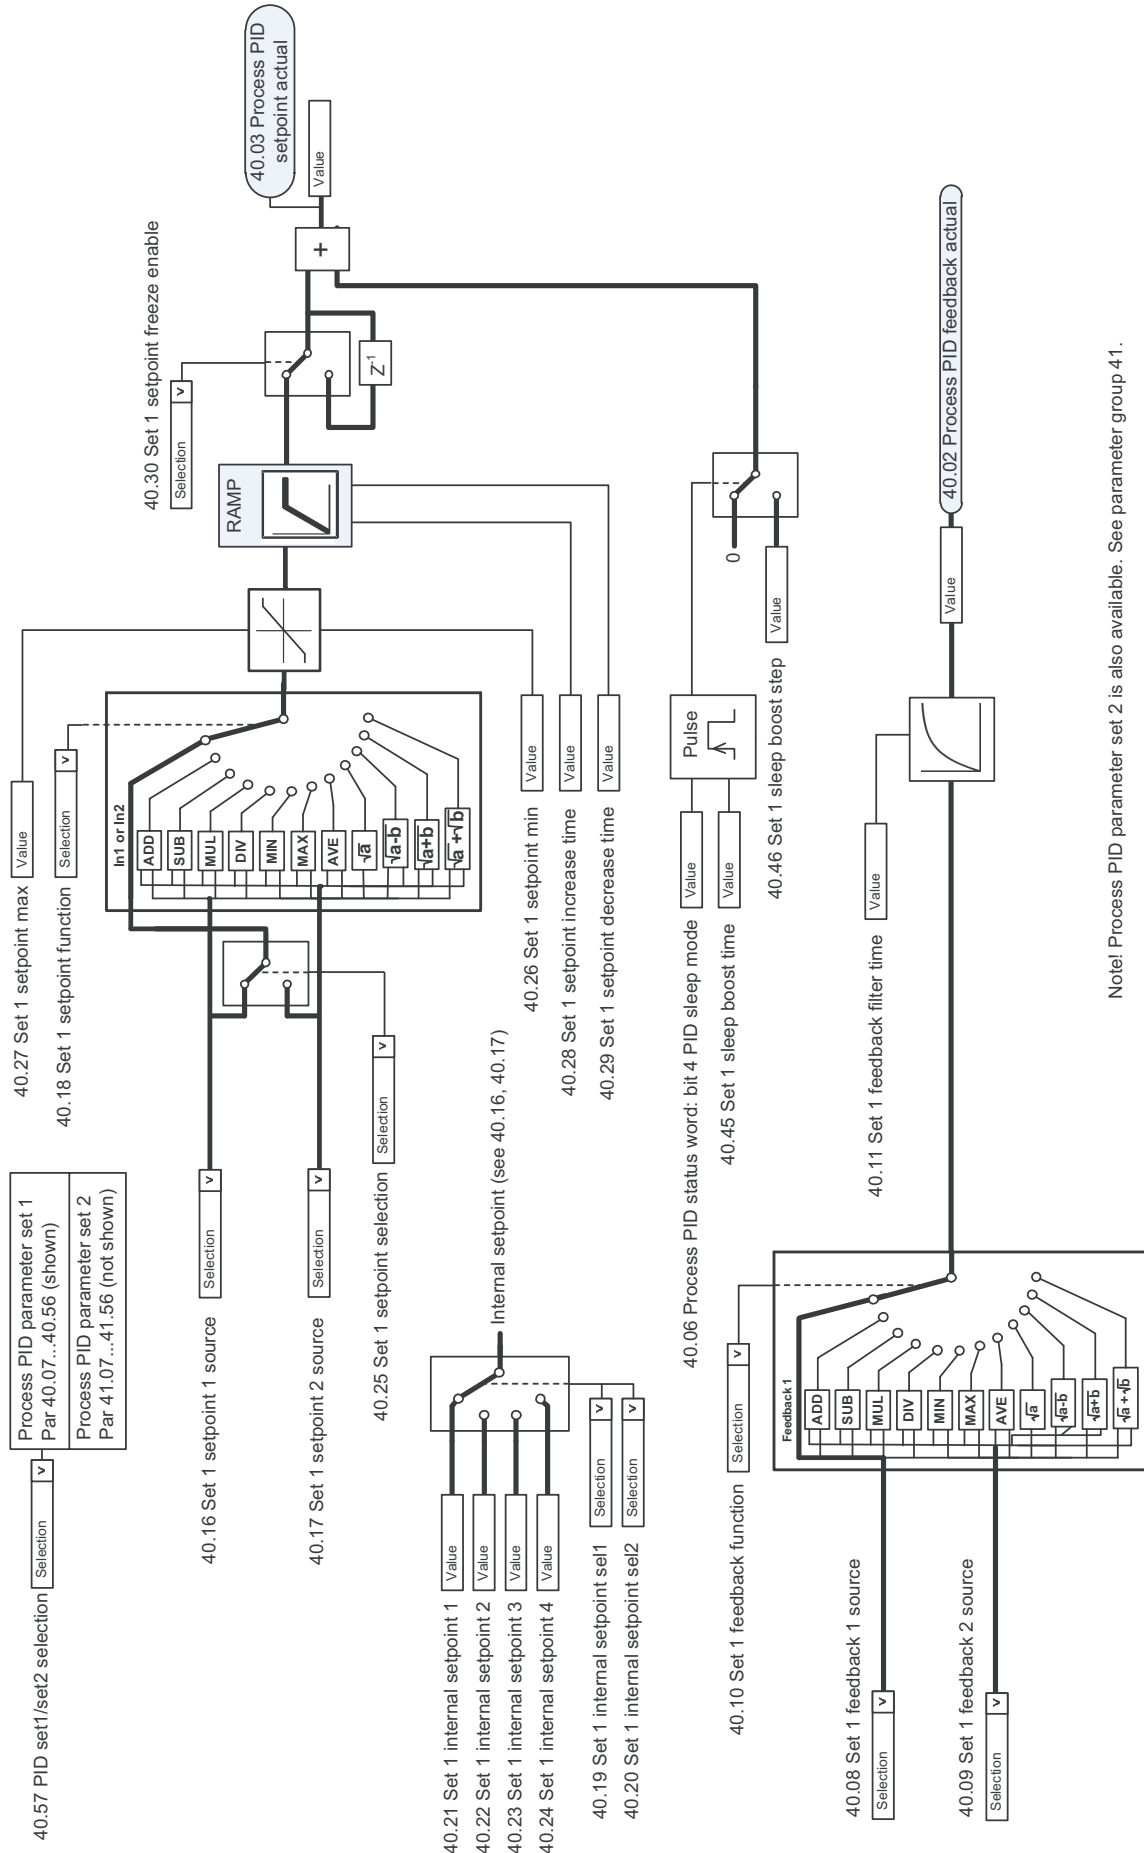 40.57 PID set1/set2 selection
Selection
v
Process PID parameter set 1
Par 40.07...40.56 (shown)
Process PID parameter set 2
Par 41.07...41.56 (not shown)
40.27 Set 1 setpoint max
Value
40.18 Set 1 setpoint function
Selection
v
40.16 Set 1 setpoint 1 source
Selection
v
40.17 Set 1 setpoint 2 source
Selection
v
40.25 Set 1 setpoint selection
Selection
v
In1 or In2
ADD
SUB
MUL
DIV
MIN
MAX
AVE
√a
√a-b
√a+b
√a +√b
RAMP
40.30 Set 1 setpoint freeze enable
Selection
v
Z-1
+
40.03 Process PID
setpoint actual
Value
40.21 Set 1 internal setpoint 1
Value
40.22 Set 1 internal setpoint 2
Value
40.23 Set 1 internal setpoint 3
Value
40.24 Set 1 internal setpoint 4
Value
Internal setpoint (see 40.16, 40.17)
40.19 Set 1 internal setpoint sel1
Selection
v
40.20 Set 1 internal setpoint sel2
Selection
v
40.26 Set 1 setpoint min
Value
40.28 Set 1 setpoint increase time
Value
40.29 Set 1 setpoint decrease time
Value
40.06 Process PID status word: bit 4 PID sleep mode
Value
40.45 Set 1 sleep boost time
Value
Pulse
0
40.46 Set 1 sleep boost step
Value
40.10 Set 1 feedback function
Selection
v
40.08 Set 1 feedback 1 source
Selection
v
40.09 Set 1 feedback 2 source
Selection
v
Feedback 1
ADD
SUB
MUL
DIV
MIN
MAX
AVE
√a
√a-b
√a+b
√a +√b
40.11 Set 1 feedback filter time
Value
Value
40.02 Process PID feedback actual
Note! Process PID parameter set 2 is also available. See parameter group 41.